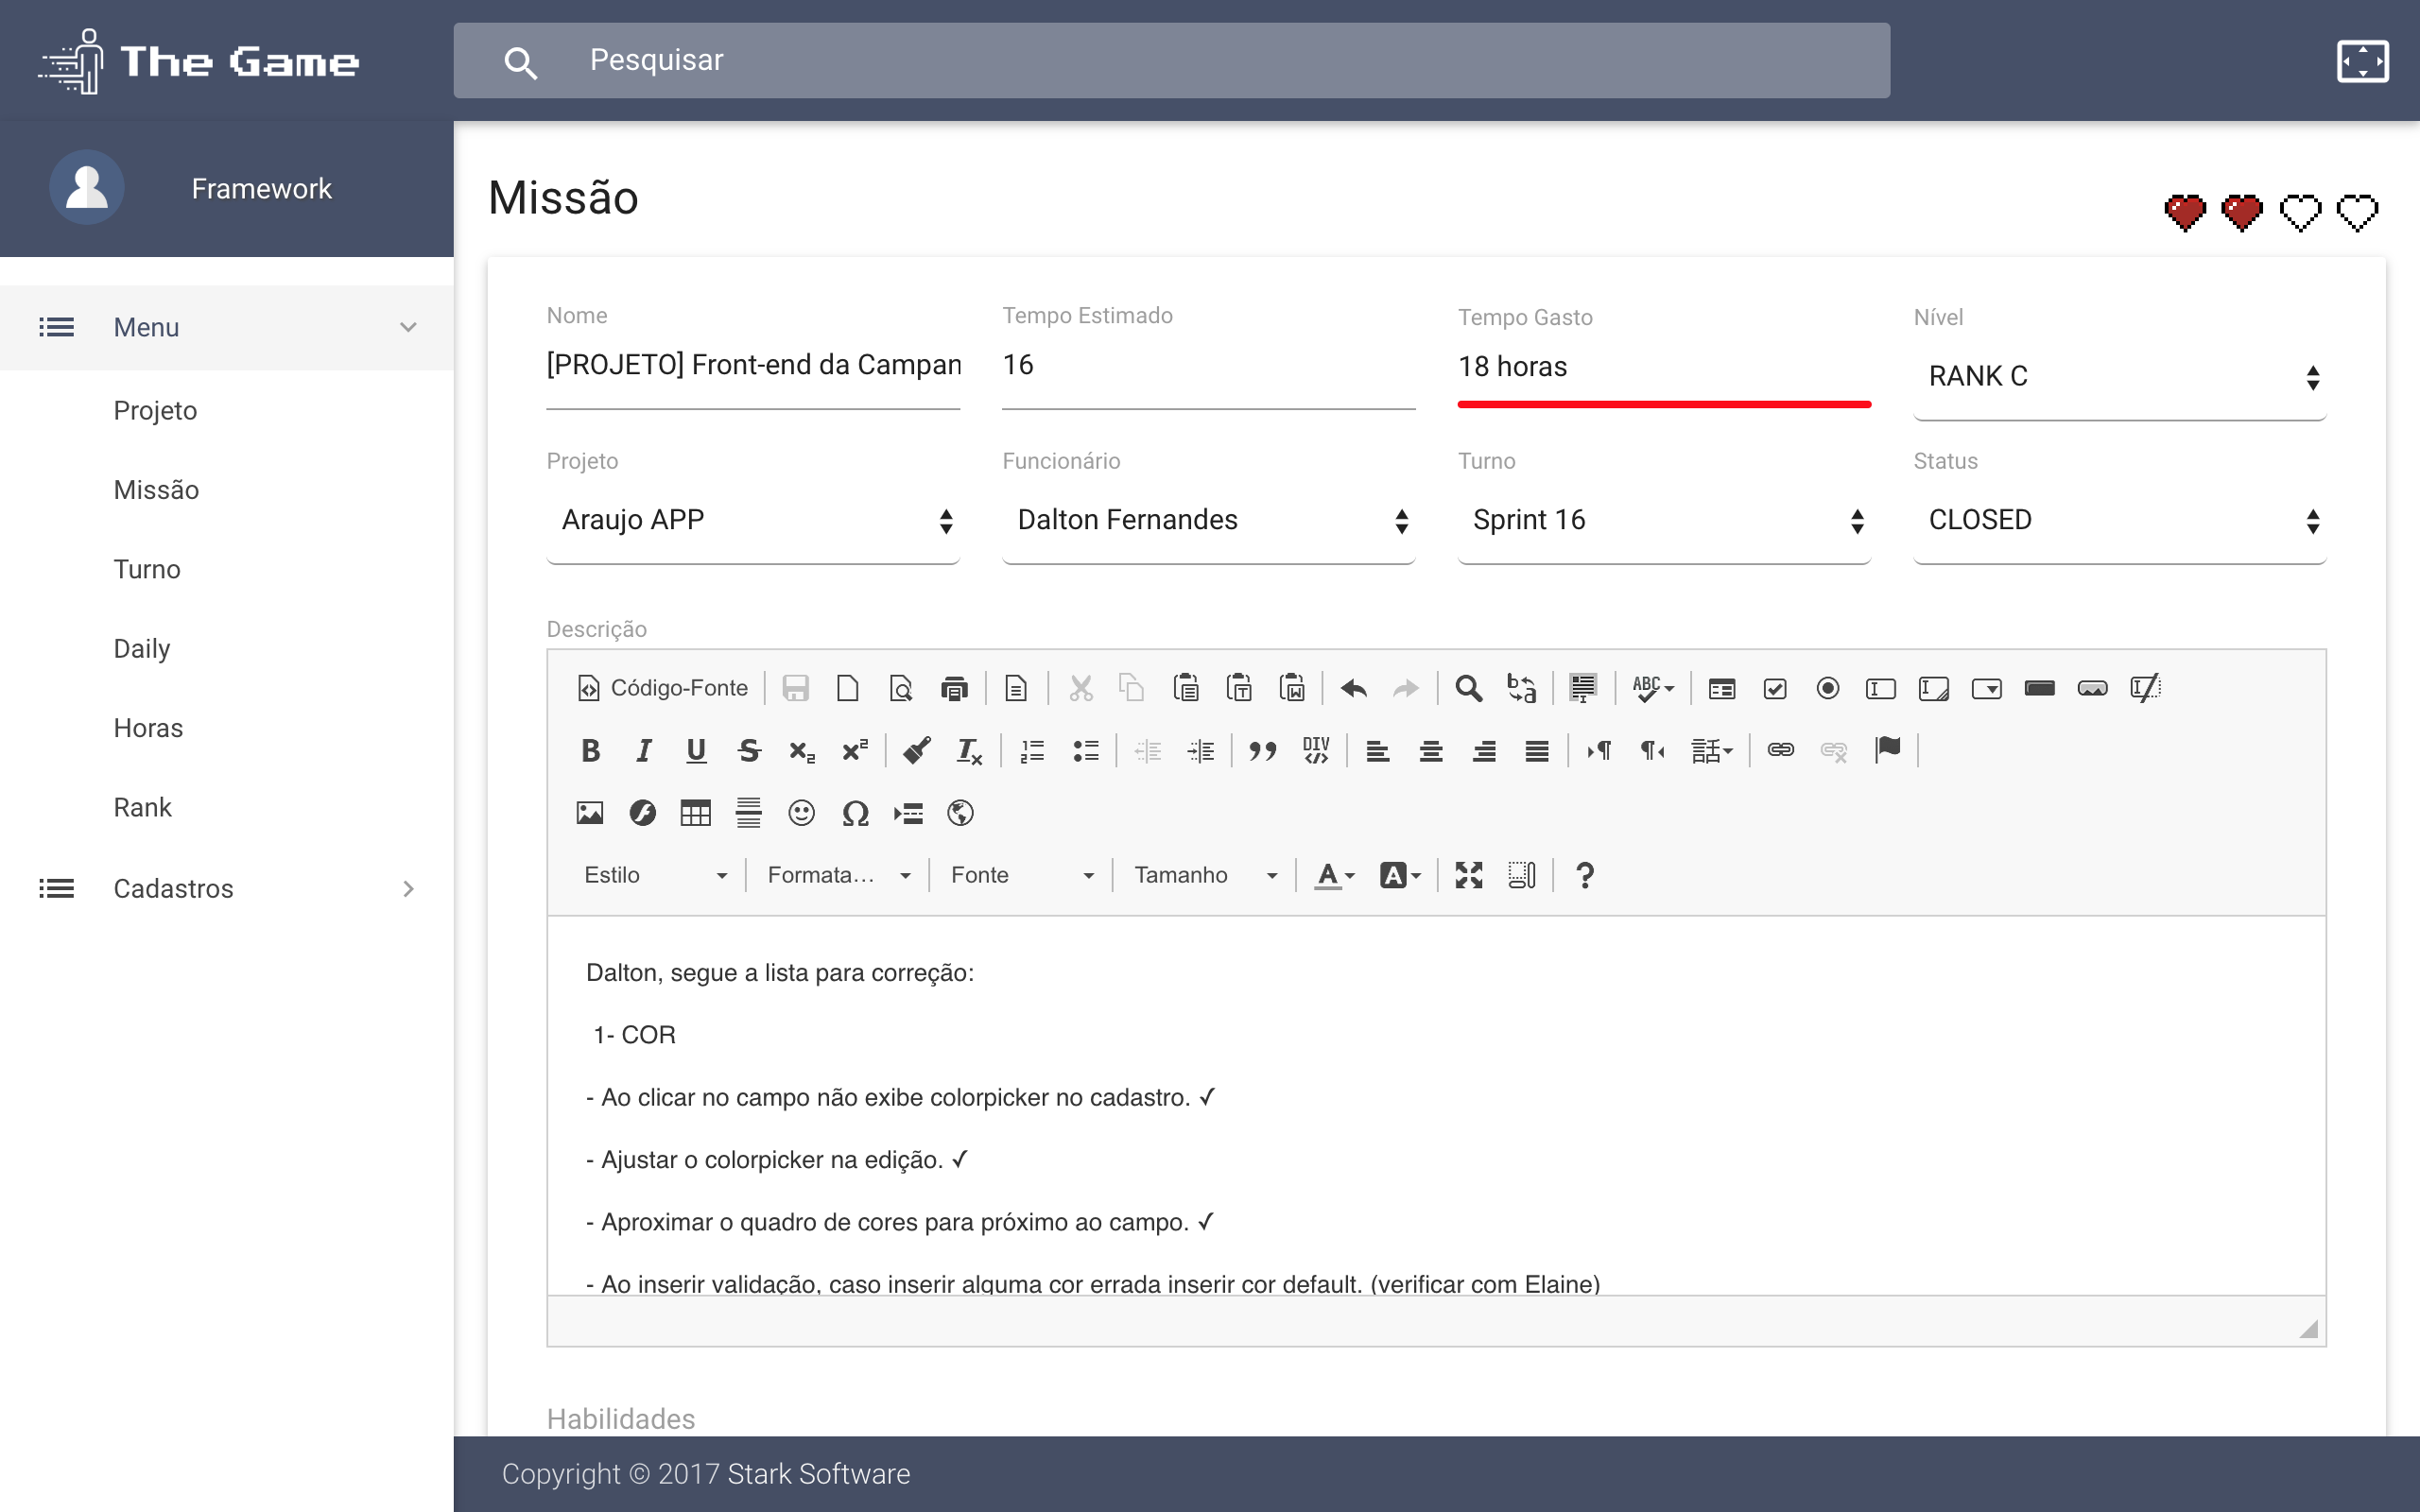 The Game
Pesquisar
Framework
Menu
Projeto
Missão
Turno
Daily
Horas
Rank
Cadastros
Missão
Nome
Tempo Estimado
Tempo Gasto
Nível
[PROJETO] Front-end da Campan
16
18 horas
RANK C
Projeto
Funcionário
Turno
Status
Araujo APP
Dalton Fernandes
Sprint 16
CLOSED
Descrição
Código-Fonte
ABC
DIV
Estilo
Formata...
Fonte
Tamanho
Dalton, segue a lista para correção:
1- COR
- Ao clicar no campo não exibe colorpicker no cadastro. ✓
- Ajustar o colorpicker na edição. ✓
- Aproximar o quadro de cores para próximo ao campo. ✓
- Ao inserir validação, caso inserir alguma cor errada inserir cor default. (verificar com Elaine)
Habilidades
Copyright © 2017 Stark Software